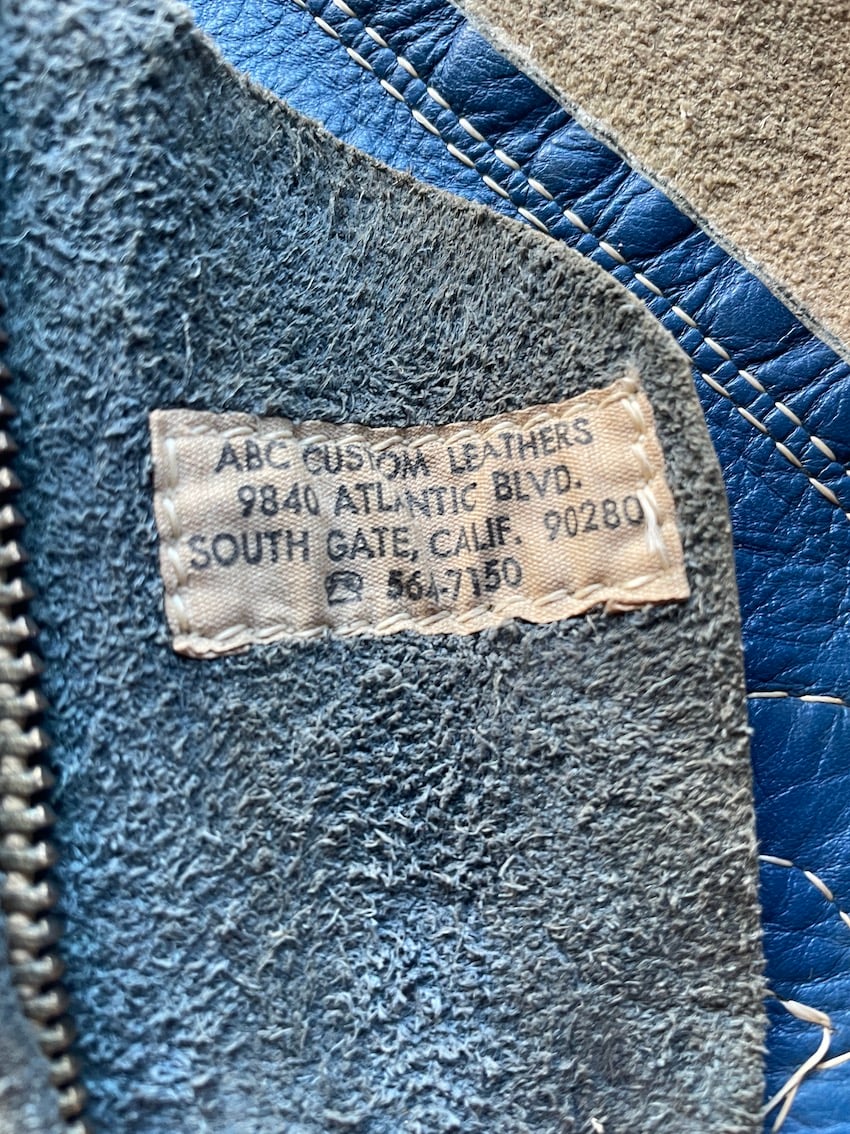 ABC CUSTOM LEATHERS
9840 ATLANTIC BLVD.
SOUTH GATE, CALIF. 90280
☎ 564-7150